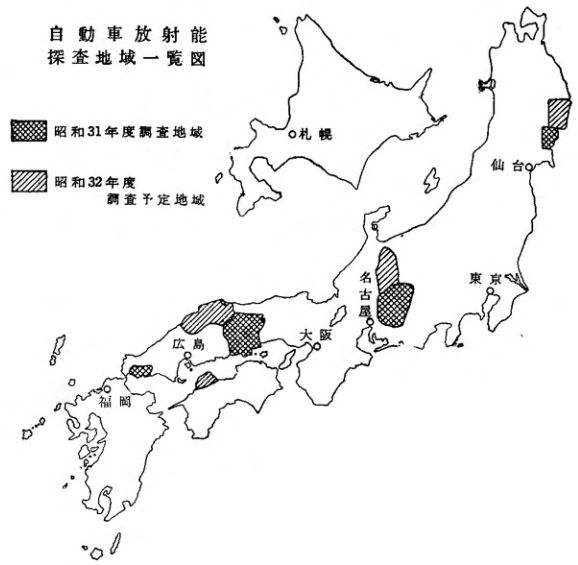 自動車放射能
探査地域一覧図
昭和31年度調査地域
昭和32年度
調査予定地域
札幌
仙台
東京
名古屋
大阪
広島
福岡